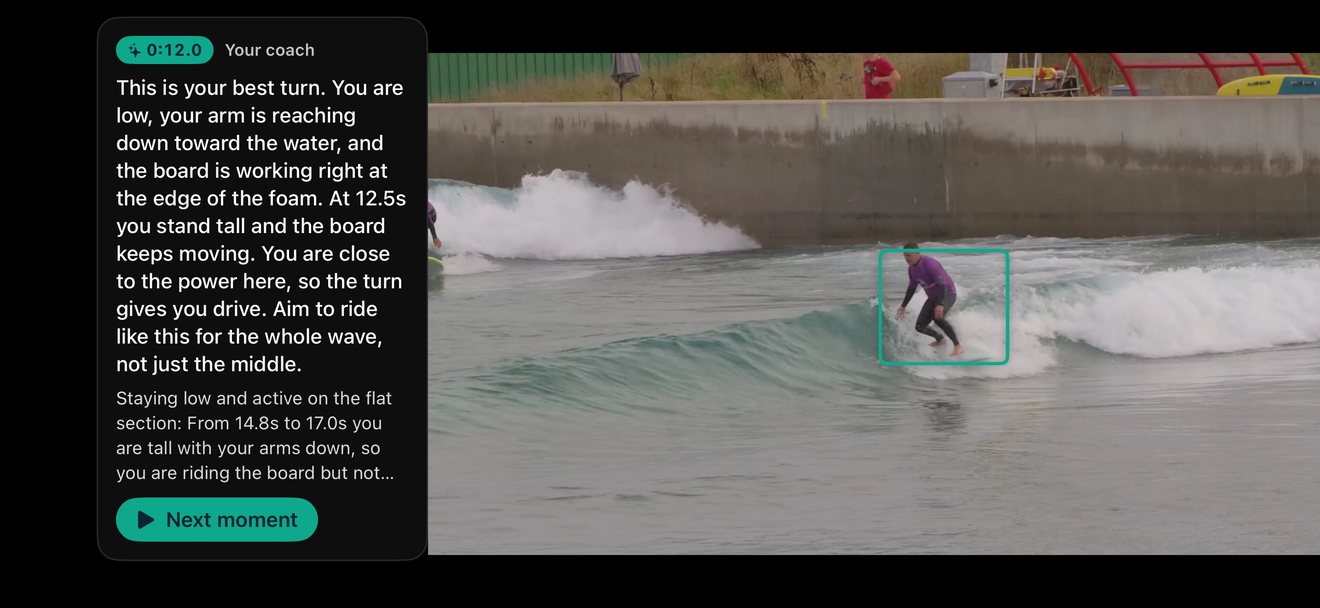 0:12.0 Your coach
This is your best turn. You are
low, your arm is reaching
down toward the water, and
the board is working right at
the edge of the foam. At 12.5s
you stand tall and the board
keeps moving. You are close
to the power here, so the turn
gives you drive. Aim to ride
like this for the whole wave,
not just the middle.
Staying low and active on the flat
section: From 14.8s to 17.0s you
are tall with your arms down, so
you are riding the board but not...
Next moment